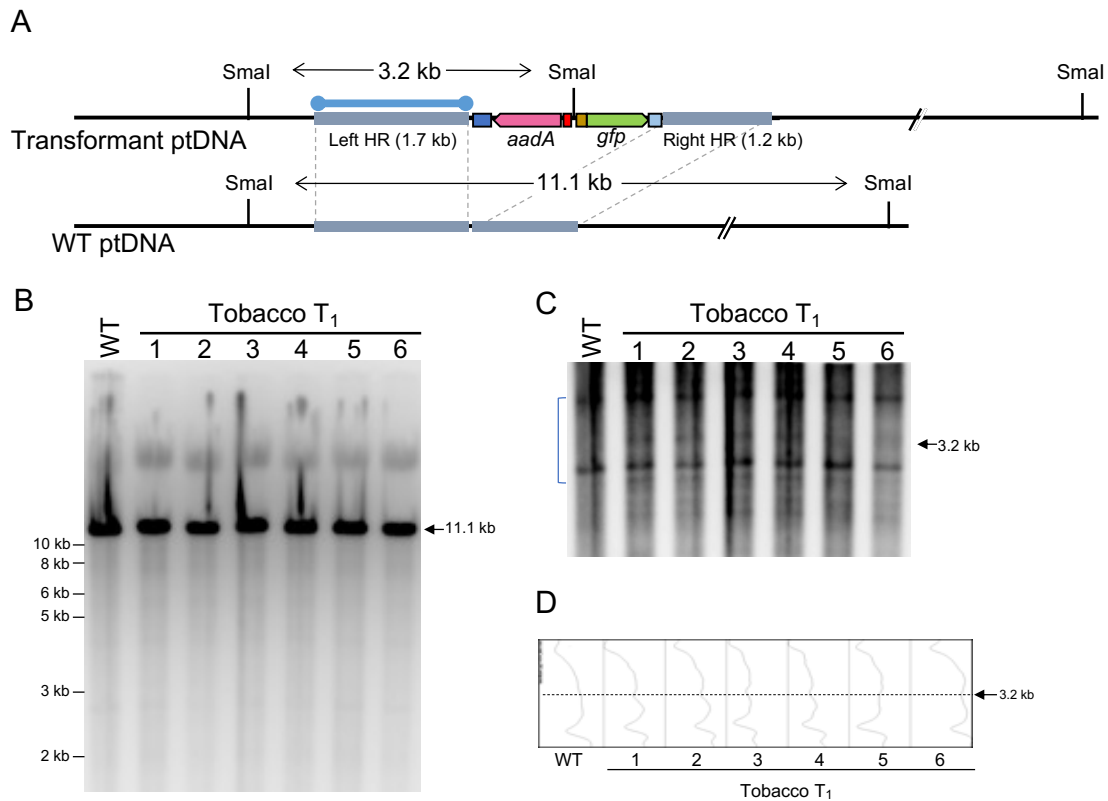 A
SmaI 3.2 kb SmaI SmaI
Transformant ptDNA Left HR (1.7 kb) aadA gfp Right HR (1.2 kb)
SmaI 11.1 kb SmaI
WT ptDNA
B
Tobacco T1
WT 1 2 3 4 5 6
11.1 kb
10 kb
8 kb
6 kb
5 kb
3 kb
2 kb
C
Tobacco T1
WT 1 2 3 4 5 6
3.2 kb
D
3.2 kb
WT 1 2 3 4 5 6
Tobacco T1